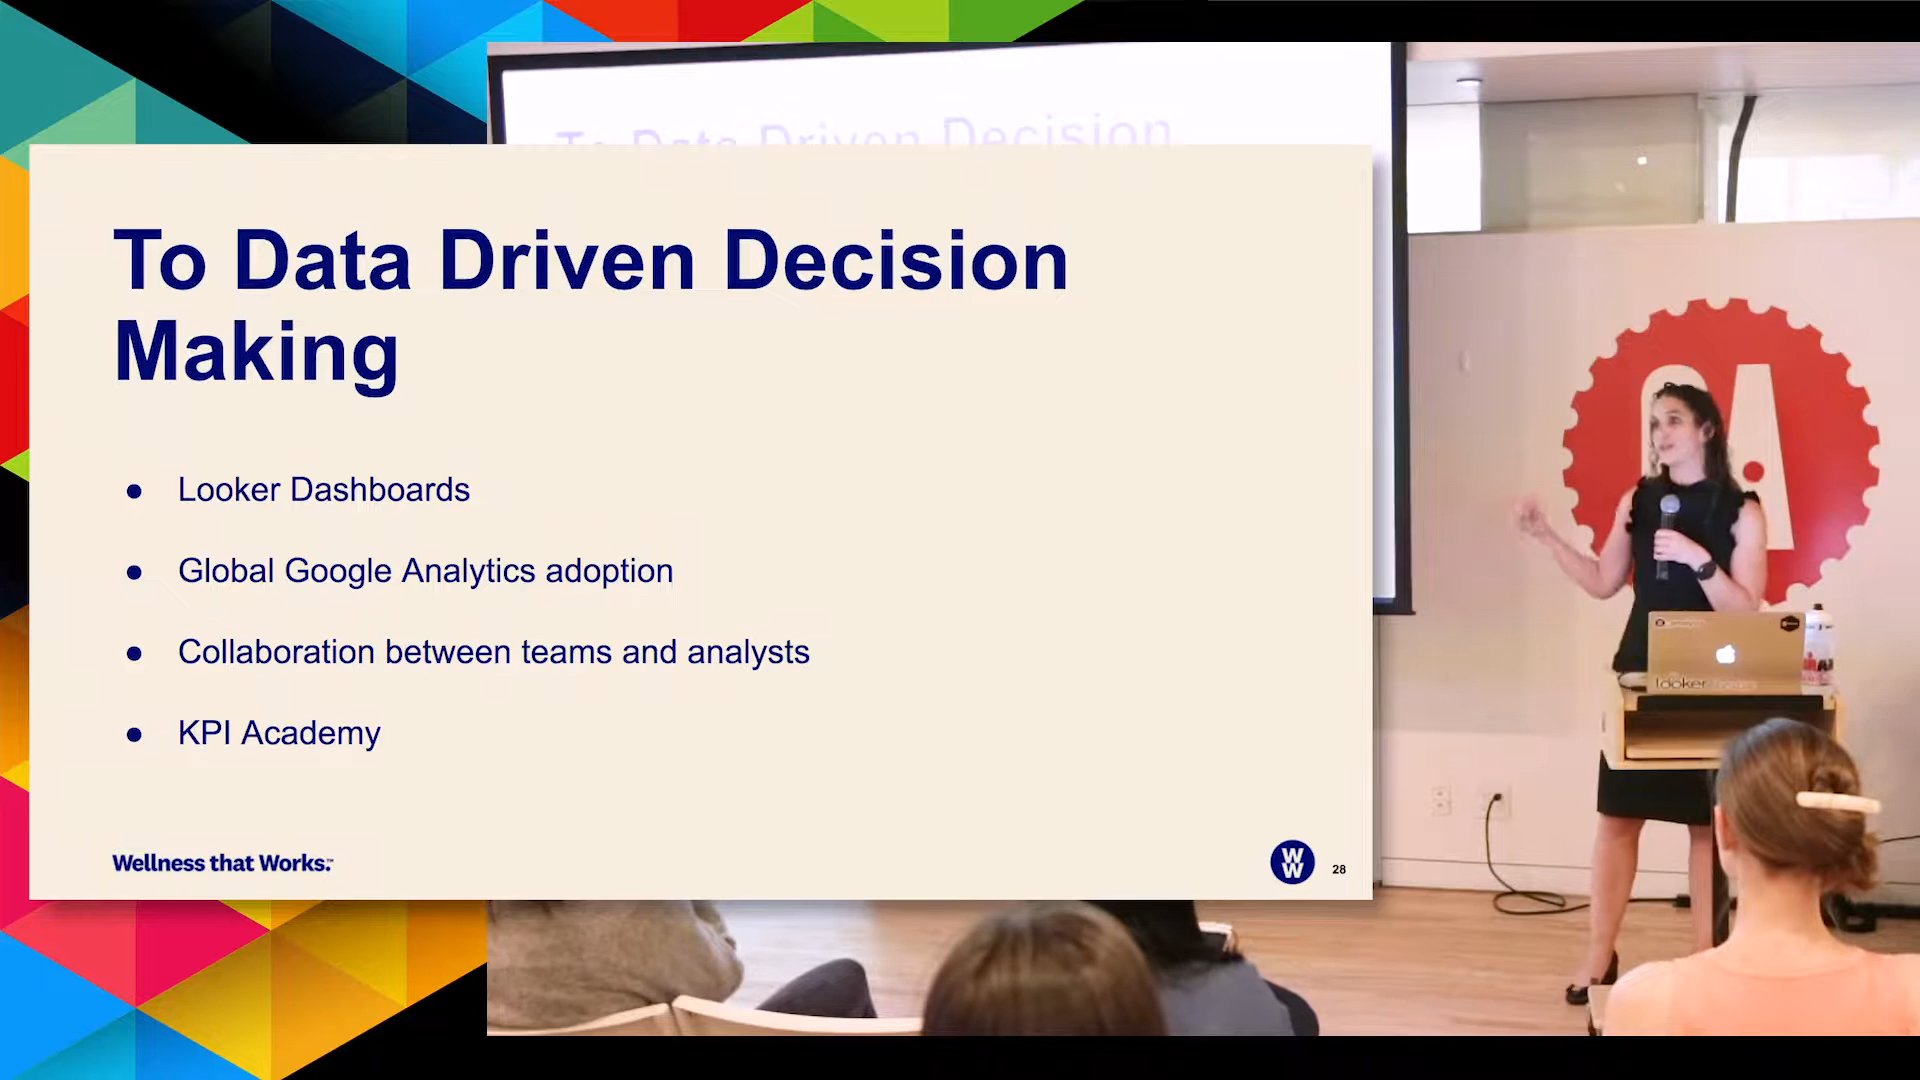 To Data Driven Decision
To Data Driven Decision
Making
● Looker Dashboards
● Global Google Analytics adoption
● Collaboration between teams and analysts
● KPI Academy
Wellness that Works.™
W
W
28
looker